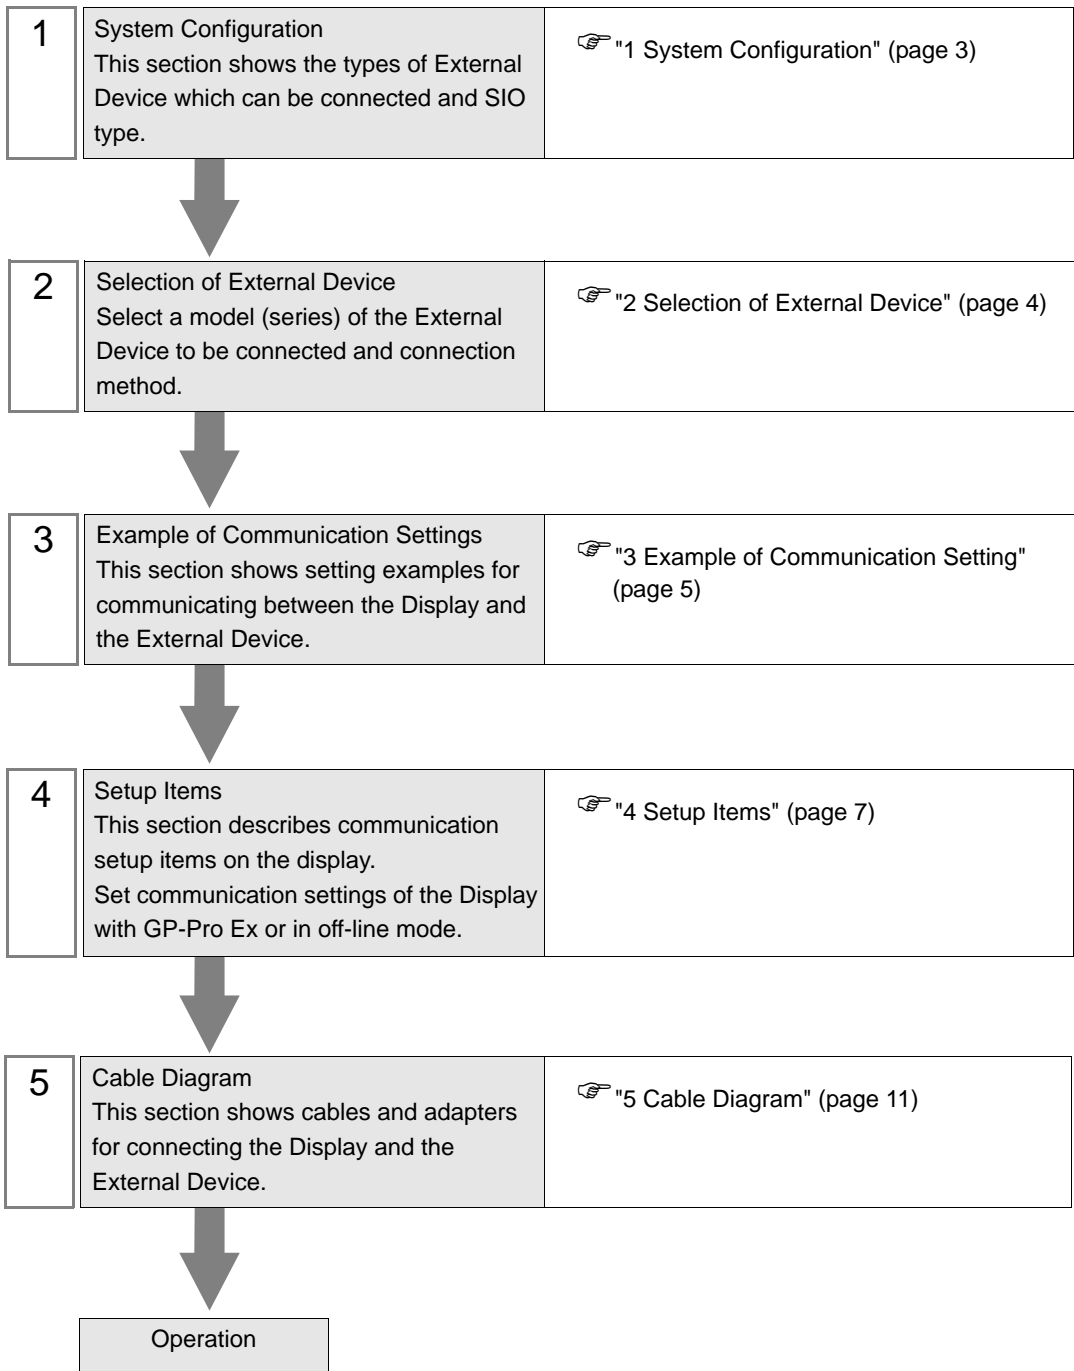 1
System Configuration
This section shows the types of External
Device which can be connected and SIO
type.
"1 System Configuration" (page 3)
2
Selection of External Device
Select a model (series) of the External
Device to be connected and connection
method.
"2 Selection of External Device" (page 4)
3
Example of Communication Settings
This section shows setting examples for
communicating between the Display and
the External Device.
"3 Example of Communication Setting"
(page 5)
4
Setup Items
This section describes communication
setup items on the display.
Set communication settings of the Display
with GP-Pro Ex or in off-line mode.
"4 Setup Items" (page 7)
5
Cable Diagram
This section shows cables and adapters
for connecting the Display and the
External Device.
"5 Cable Diagram" (page 11)
Operation